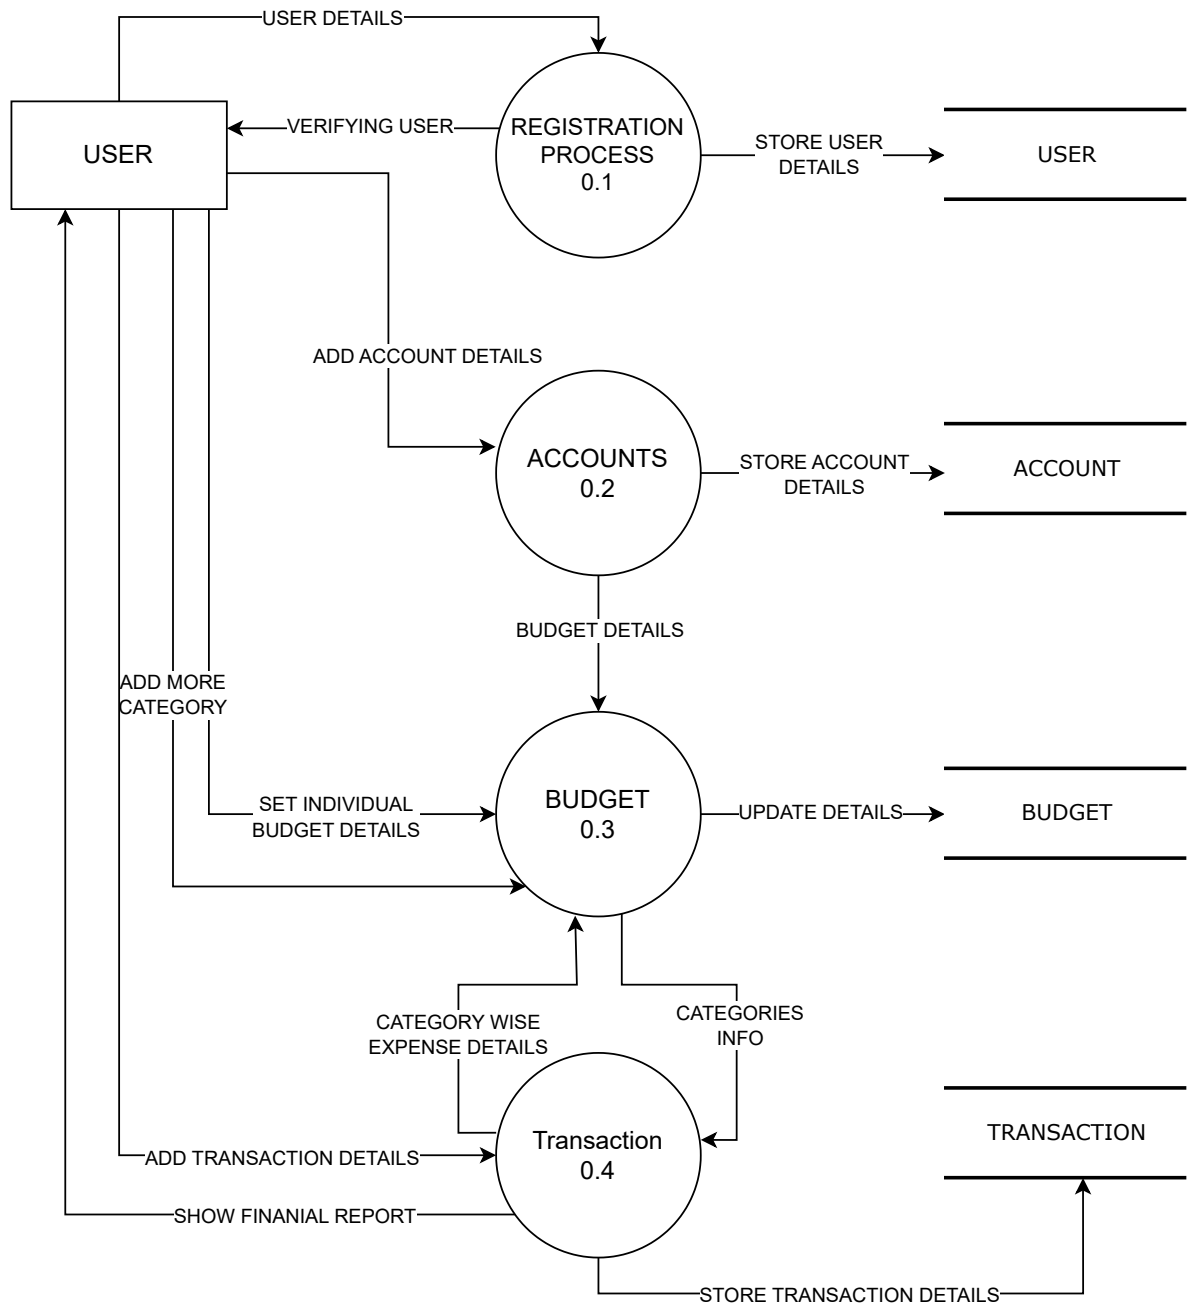 USER DETAILS
USER
VERIFYING USER
REGISTRATION
PROCESS
0.1
STORE USER
DETAILS
USER
ADD ACCOUNT DETAILS
ACCOUNTS
0.2
STORE ACCOUNT
DETAILS
ACCOUNT
BUDGET DETAILS
ADD MORE
CATEGORY
SET INDIVIDUAL
BUDGET DETAILS
BUDGET
0.3
UPDATE DETAILS
BUDGET
CATEGORY WISE
EXPENSE DETAILS
CATEGORIES
INFO
ADD TRANSACTION DETAILS
Transaction
0.4
TRANSACTION
SHOW FINANIAL REPORT
STORE TRANSACTION DETAILS